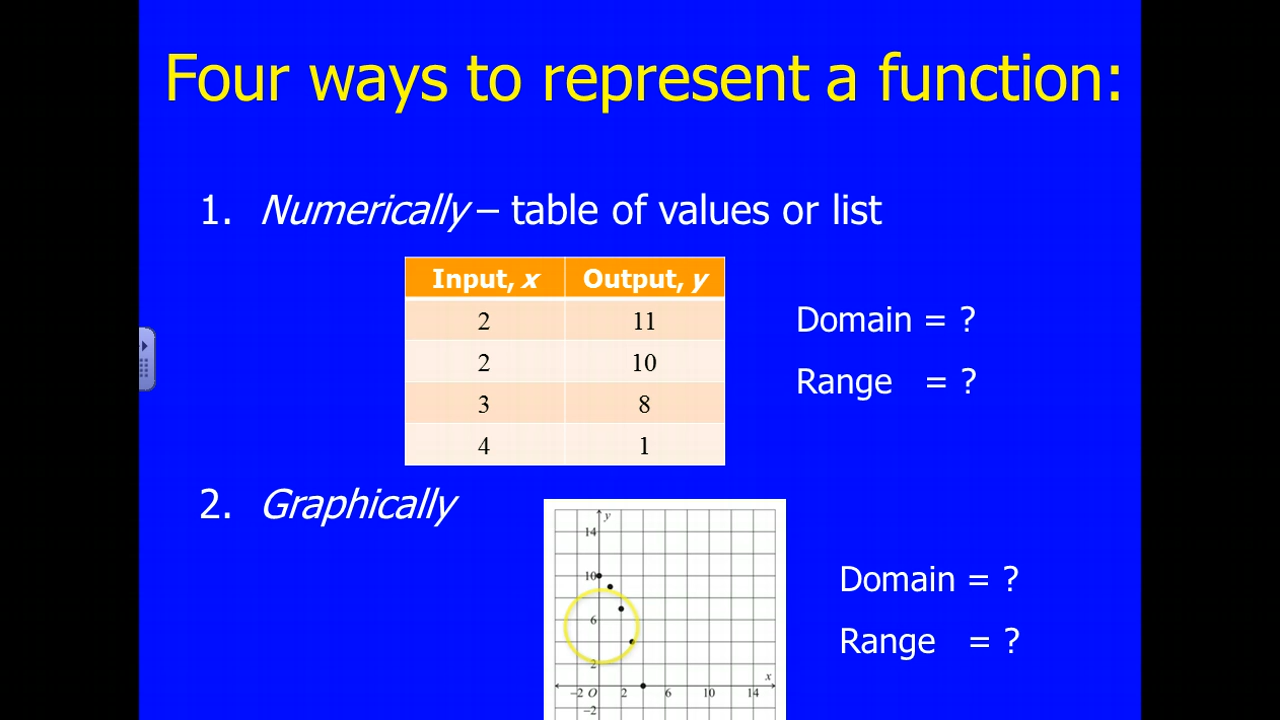 Four ways to represent a function:
1. Numerically – table of values or list
Input, x Output, y
2 11
2 10
3 8
4 1
Domain = ?
Range = ?
2. Graphically
y
14
10
6
2
-2 O 2 6 10 14 x
-2
Domain = ?
Range = ?